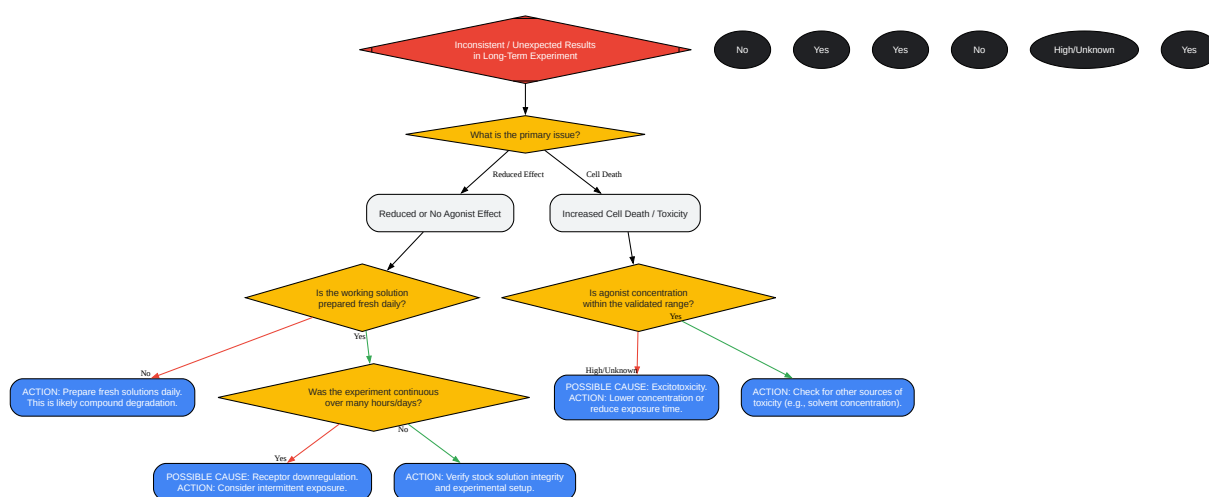 Inconsistent / Unexpected Results
in Long-Term Experiment
No
Yes
Yes
No
High/Unknown
Yes
What is the primary issue?
Reduced Effect
Cell Death
Reduced or No Agonist Effect
Increased Cell Death / Toxicity
Is the working solution
prepared fresh daily?
Is agonist concentration
within the validated range?
Yes
Yes
No
High/Unknown
ACTION: Prepare fresh solutions daily.
This is likely compound degradation.
Was the experiment continuous
over many hours/days?
POSSIBLE CAUSE: Excitotoxicity.
ACTION: Lower concentration or
reduce exposure time.
ACTION: Check for other sources of
toxicity (e.g., solvent concentration).
No
Yes
POSSIBLE CAUSE: Receptor downregulation.
ACTION: Consider intermittent exposure.
ACTION: Verify stock solution integrity
and experimental setup.